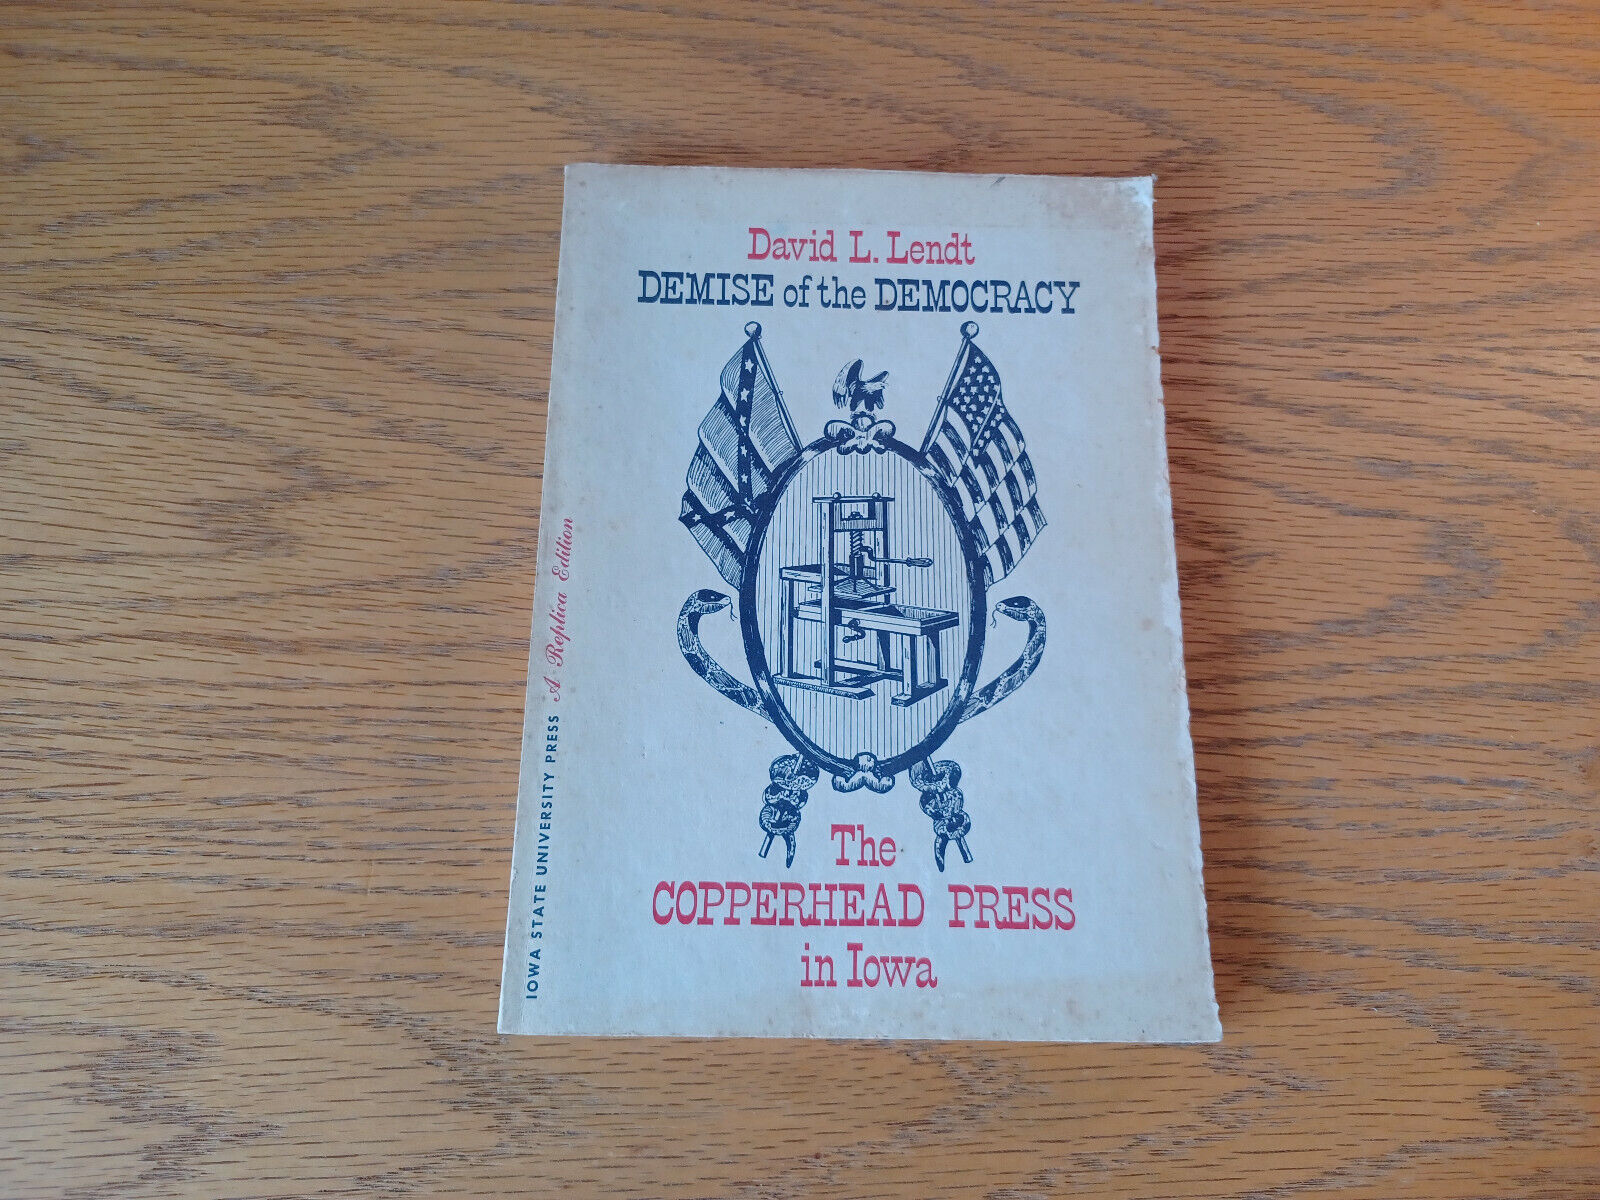 David L. Lendt
DEMISE of the DEMOCRACY
The
COPPERHEAD PRESS
in Iowa
IOWA STATE UNIVERSITY PRESS A Replica Edition